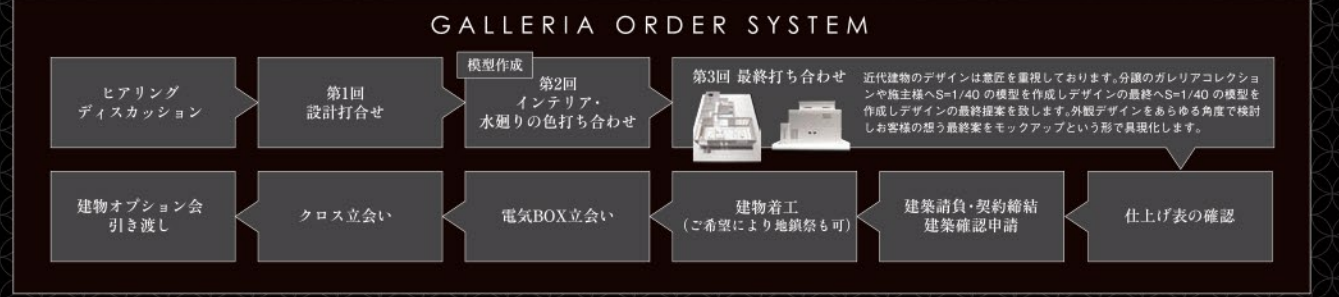 GALLERIA ORDER SYSTEM
ヒアリング
ディスカッション
第1回
設計打合せ
模型作成
第2回
インテリア・
水廻りの色打ち合わせ
第3回 最終打ち合わせ
近代建物のデザインは意匠を重視しております。分譲のガレリアコレクショ
ンや施主様へS=1/40 の模型を作成しデザインの最終へS=1/40 の模型を
作成しデザインの最終提案を致します。外観デザインをあらゆる角度で検討
しお客様の想う最終案をモックアップという形で具現化します。
仕上げ表の確認
建築請負・契約締結
建築確認申請
建物着工
(ご希望により地鎮祭も可)
電気BOX立会い
クロス立会い
建物オプション会
引き渡し